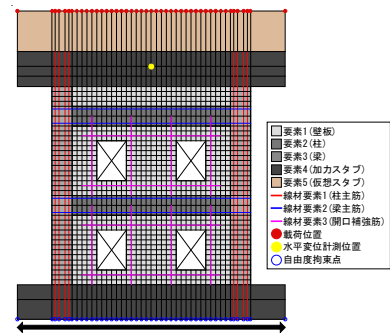 要素1(壁板)
要素2(柱)
要素3(梁)
要素4(加力スタブ)
要素5(仮想スタブ)
線材要素1(柱主筋)
線材要素2(梁主筋)
線材要素3(開口補強筋)
載荷位置
水平変位計測位置
自由度拘束点